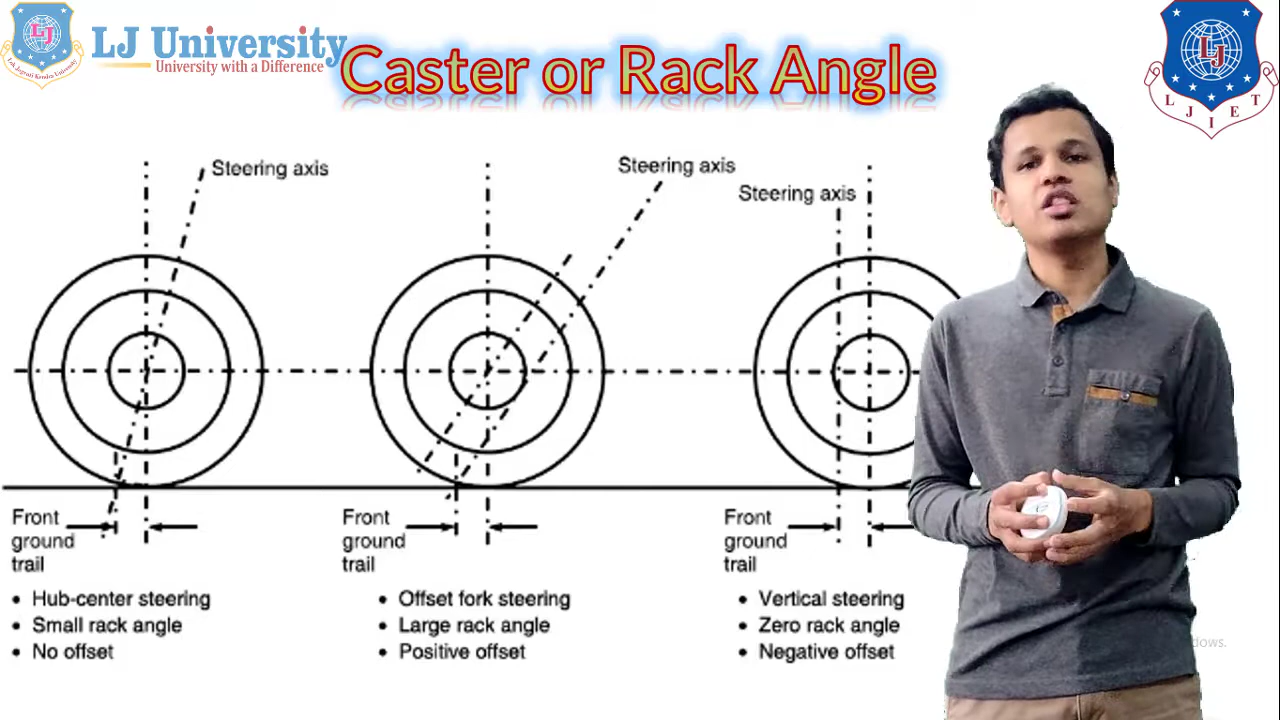 LJ University
University with a Difference
Caster or Rack Angle
LJ
L J I E T
Steering axis
Steering axis
Steering axis
Front
ground
trail
Front
ground
trail
Front
ground
trail
• Hub-center steering
• Small rack angle
• No offset
• Offset fork steering
• Large rack angle
• Positive offset
• Vertical steering
• Zero rack angle
• Negative offset